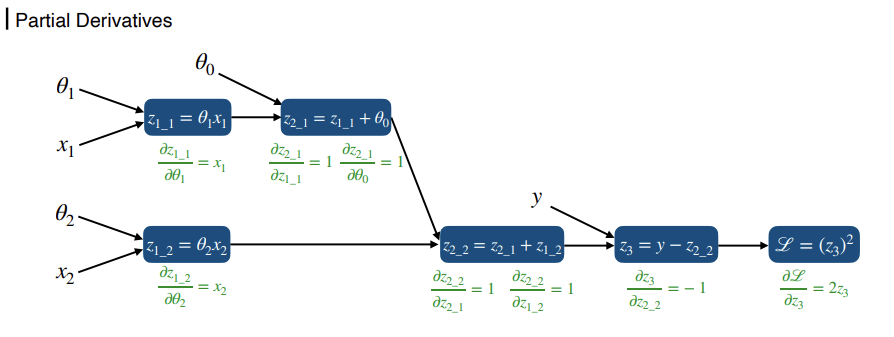 Partial Derivatives
θ₀
θ₁
x₁
z₁_₁ = θ₁x₁
z₂_₁ = z₁_₁ + θ₀
∂z₁_₁/∂θ₁ = x₁
∂z₂_₁/∂z₁_₁ = 1 ∂z₂_₁/∂θ₀ = 1
θ₂
x₂
y
z₁_₂ = θ₂x₂
z₂_₂ = z₂_₁ + z₁_₂
z₃ = y − z₂_₂
ℒ = (z₃)²
∂z₁_₂/∂θ₂ = x₂
∂z₂_₂/∂z₂_₁ = 1 ∂z₂_₂/∂z₁_₂ = 1
∂z₃/∂z₂_₂ = − 1
∂ℒ/∂z₃ = 2z₃